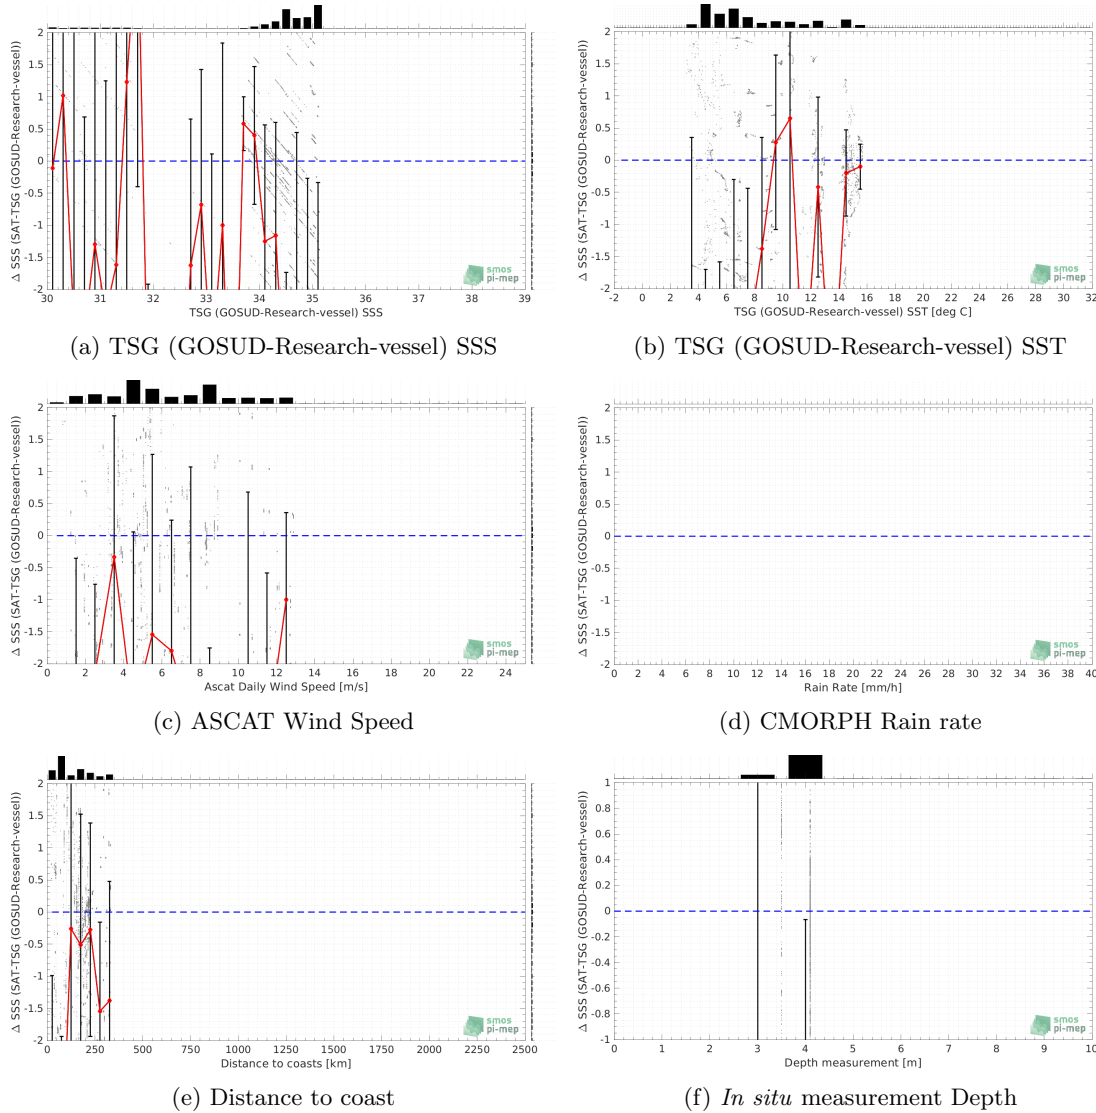 Δ SSS (SAT-TSG (GOSUD-Research-vessel))
2
1.5
1
0.5
0
-0.5
-1
-1.5
-2
30 31 32 33 34 35 36 37 38 39
TSG (GOSUD-Research-vessel) SSS
smos
pi-mep
(a) TSG (GOSUD-Research-vessel) SSS
Δ SSS (SAT-TSG (GOSUD-Research-vessel))
2
1.5
1
0.5
0
-0.5
-1
-1.5
-2
-2 0 2 4 6 8 10 12 14 16 18 20 22 24 26 28 30 32
TSG (GOSUD-Research-vessel) SST [deg C]
smos
pi-mep
(b) TSG (GOSUD-Research-vessel) SST
Δ SSS (SAT-TSG (GOSUD-Research-vessel))
2
1.5
1
0.5
0
-0.5
-1
-1.5
-2
0 2 4 6 8 10 12 14 16 18 20 22 24
Ascat Daily Wind Speed [m/s]
smos
pi-mep
(c) ASCAT Wind Speed
Δ SSS (SAT-TSG (GOSUD-Research-vessel))
2
1.5
1
0.5
0
-0.5
-1
-1.5
-2
0 2 4 6 8 10 12 14 16 18 20 22 24 26 28 30 32 34 36 38 40
Rain Rate [mm/h]
smos
pi-mep
(d) CMORPH Rain rate
Δ SSS (SAT-TSG (GOSUD-Research-vessel))
2
1.5
1
0.5
0
-0.5
-1
-1.5
-2
0 250 500 750 1000 1250 1500 1750 2000 2250 2500
Distance to coasts [km]
smos
pi-mep
(e) Distance to coast
Δ SSS (SAT-TSG (GOSUD-Research-vessel))
1
0.8
0.6
0.4
0.2
0
-0.2
-0.4
-0.6
-0.8
-1
0 1 2 3 4 5 6 7 8 9 10
Depth measurement [m]
smos
pi-mep
(f) In situ measurement Depth